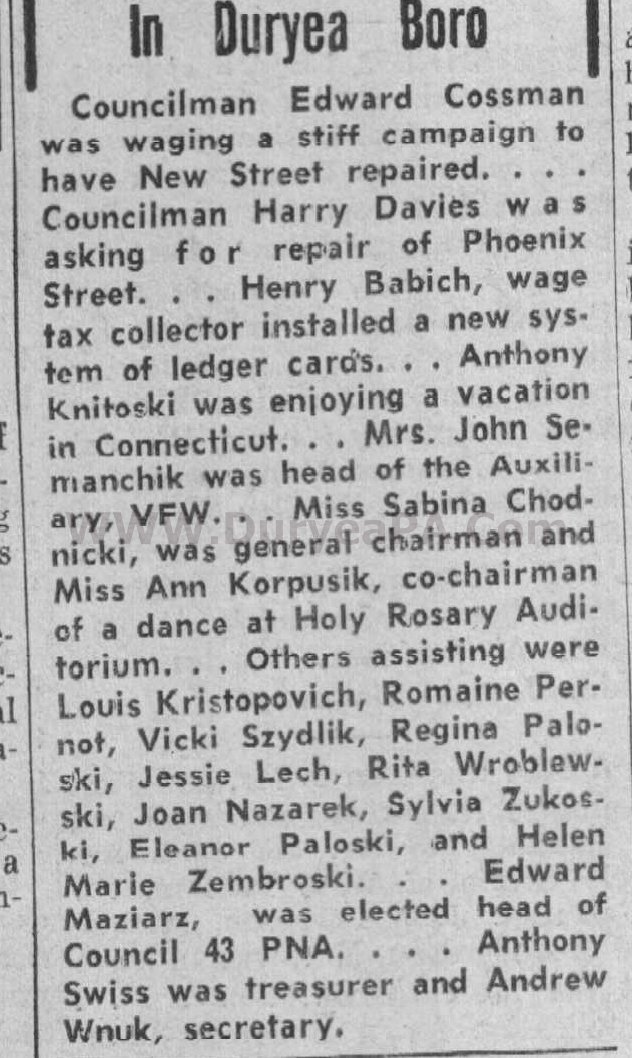 In Duryea Boro
Councilman Edward Cossman
was waging a stiff campaign to
have New Street repaired. . . .
Councilman Harry Davies was
asking for repair of Phoenix
Street. . . Henry Babich, wage
tax collector installed a new sys-
tem of ledger cards. . . Anthony
Knitoski was enjoying a vacation
in Connecticut. . . Mrs. John Se-
manchik was head of the Auxili-
ary, VFW. . . Miss Sabina Chod-
WWW.DuryeaPA.Com
nicki, was general chairman and
Miss Ann Korpusik, co-chairman
of a dance at Holy Rosary Audi-
torium. . . Others assisting were
Louis Kristopovich, Romaine Per-
not, Vicki Szydlik, Regina Palo-
ski, Jessie Lech, Rita Wroblew-
ski, Joan Nazarek, Sylvia Zukos-
ki, Eleanor Paloski, and Helen
Marie Zembroski. . . Edward
Maziarz, was elected head of
Council 43 PNA. . . . Anthony
Swiss was treasurer and Andrew
Wnuk, secretary.